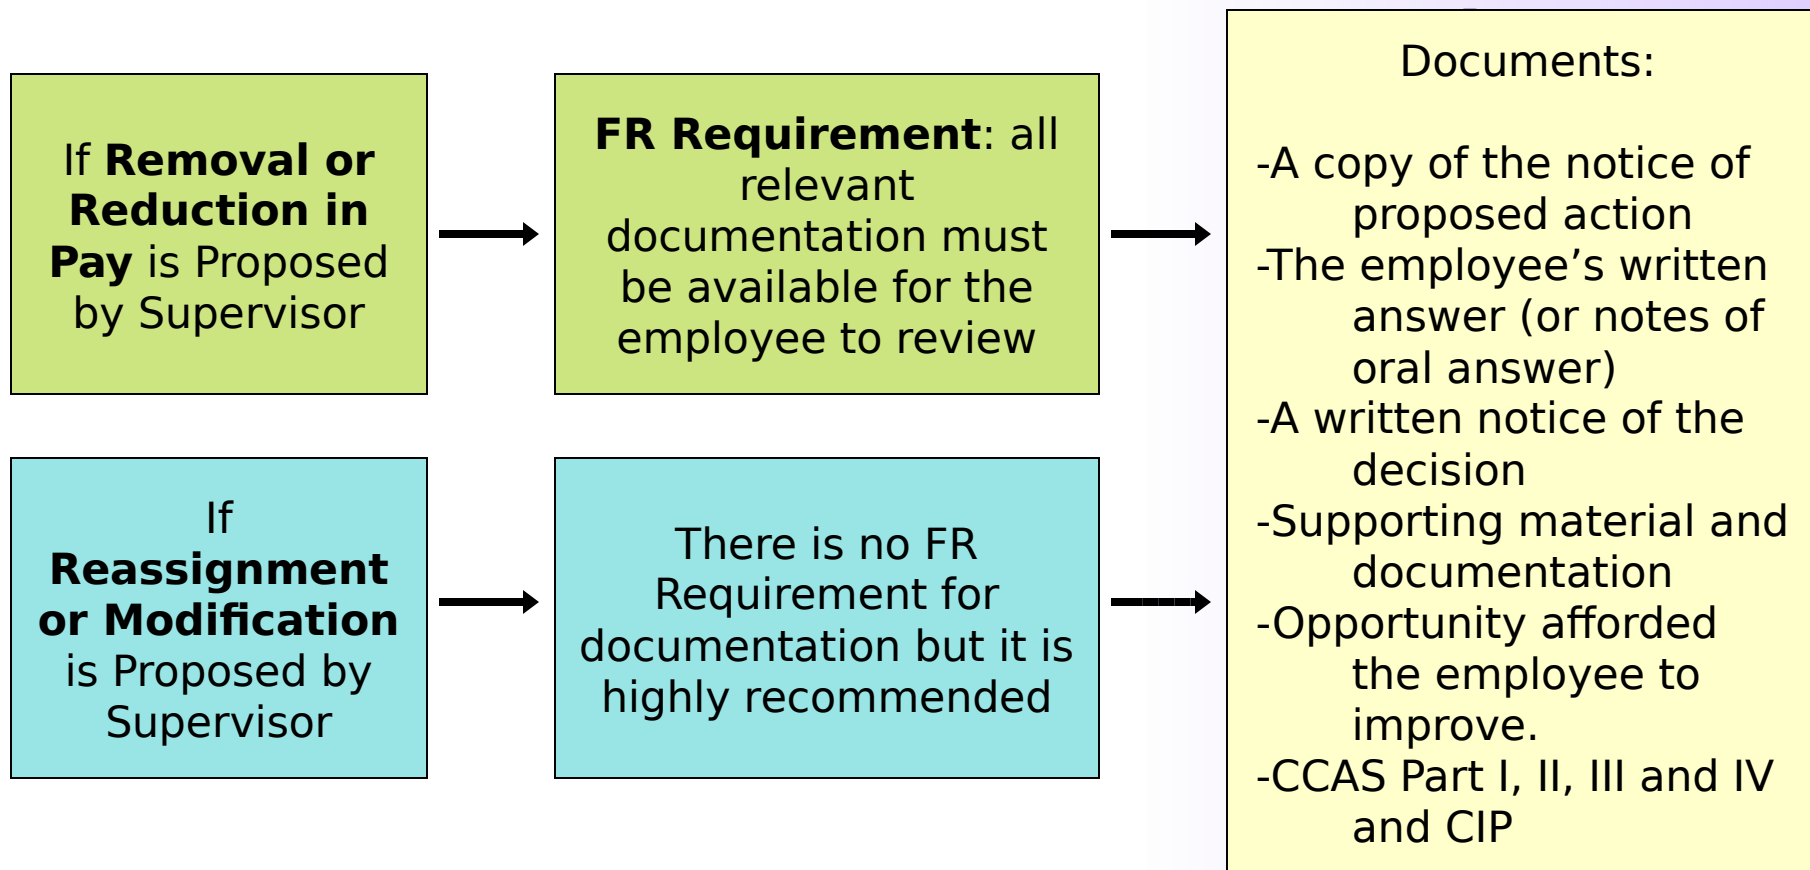 If Removal or
Reduction in
Pay is Proposed
by Supervisor
FR Requirement: all
relevant
documentation must
be available for the
employee to review
If
Reassignment
or Modification
is Proposed by
Supervisor
There is no FR
Requirement for
documentation but it is
highly recommended
Documents:
-A copy of the notice of
proposed action
-The employee’s written
answer (or notes of
oral answer)
-A written notice of the
decision
-Supporting material and
documentation
-Opportunity afforded
the employee to
improve.
-CCAS Part I, II, III and IV
and CIP